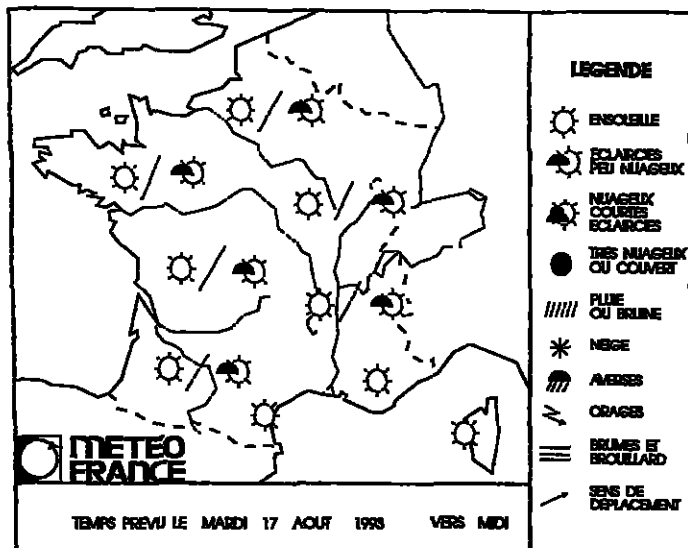 LEGENDE
ENSOLEILLE
ECLAIRCIES
PEU NUAGEUX
NUAGEUX
COURTES
ECLAIRCIES
TRES NUAGEUX
OU COUVERT
PLUIE
OU BRUINE
NEIGE
AVERSES
ORAGES
BRUMES ET
BROUILLARD
SENS DE
DEPLACEMENT
METEO
FRANCE
TEMPS PREVU LE MARDI 17 AOUT 1993 VERS MIDI